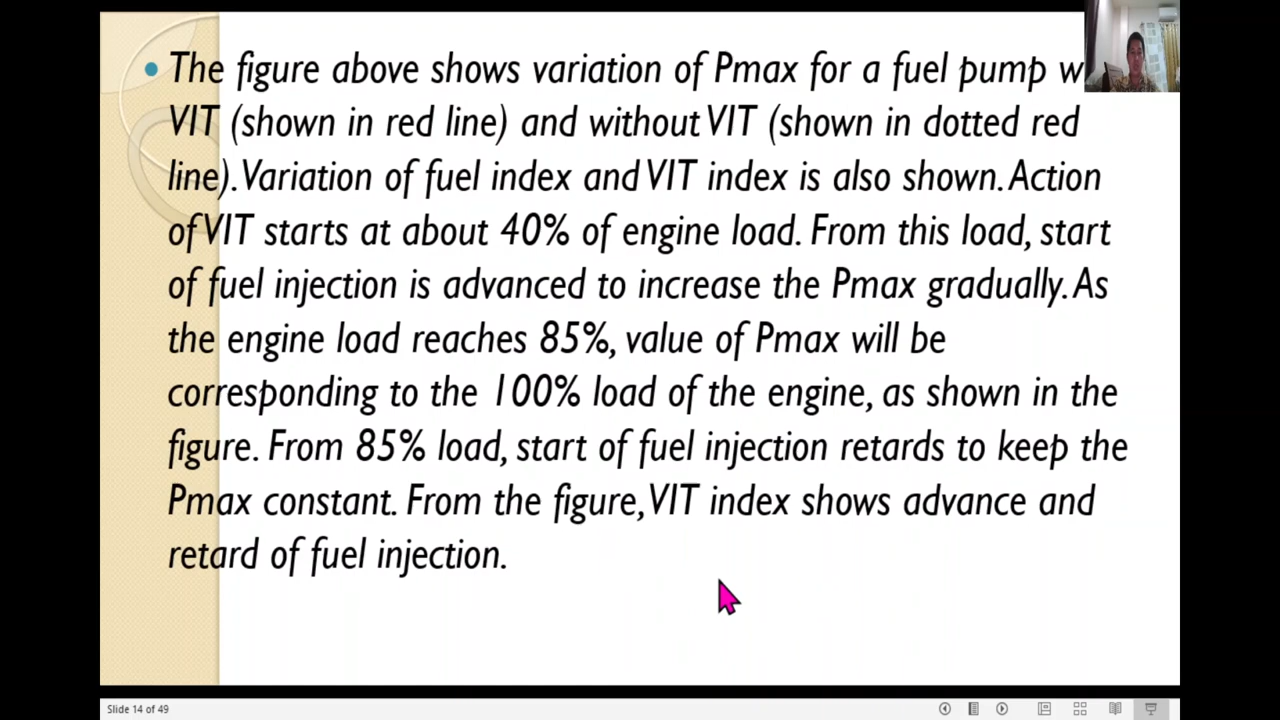 The figure above shows variation of Pmax for a fuel pump
VIT (shown in red line) and without VIT (shown in dotted red
line). Variation of fuel index and VIT index is also shown. Action
of VIT starts at about 40% of engine load. From this load, start
of fuel injection is advanced to increase the Pmax gradually. As
the engine load reaches 85%, value of Pmax will be
corresponding to the 100% load of the engine, as shown in the
figure. From 85% load, start of fuel injection retards to keep the
Pmax constant. From the figure, VIT index shows advance and
retard of fuel injection.
Slide 14 of 49